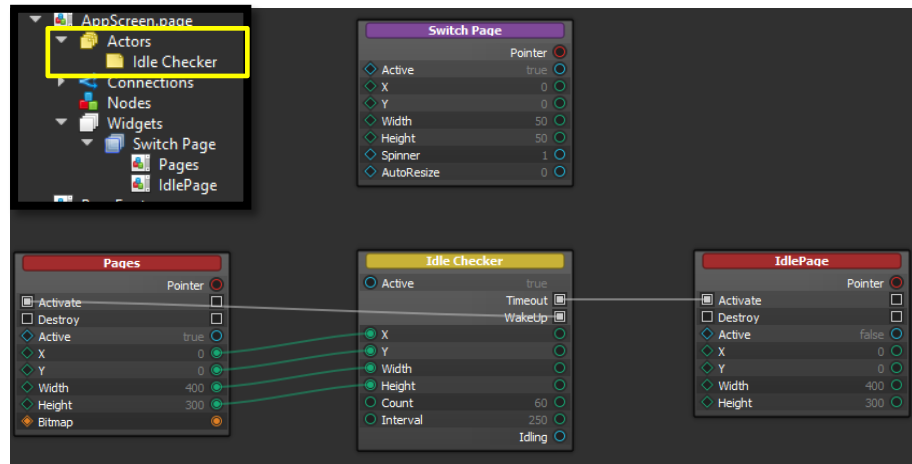 AppScreen.page
Actors
Idle Checker
Connections
Nodes
Widgets
Switch Page
Pages
IdlePage
Switch Page
Pointer
Active true
X 0
Y 0
Width 50
Height 50
Spinner 1
AutoResize 0
Pages
Pointer
Activate
Destroy
Active true
X 0
Y 0
Width 400
Height 300
Bitmap
Idle Checker
Active true
Timeout
WakeUp
X
Y
Width
Height
Count 60
Interval 250
Idling
IdlePage
Pointer
Activate
Destroy
Active false
X 0
Y 0
Width 400
Height 300